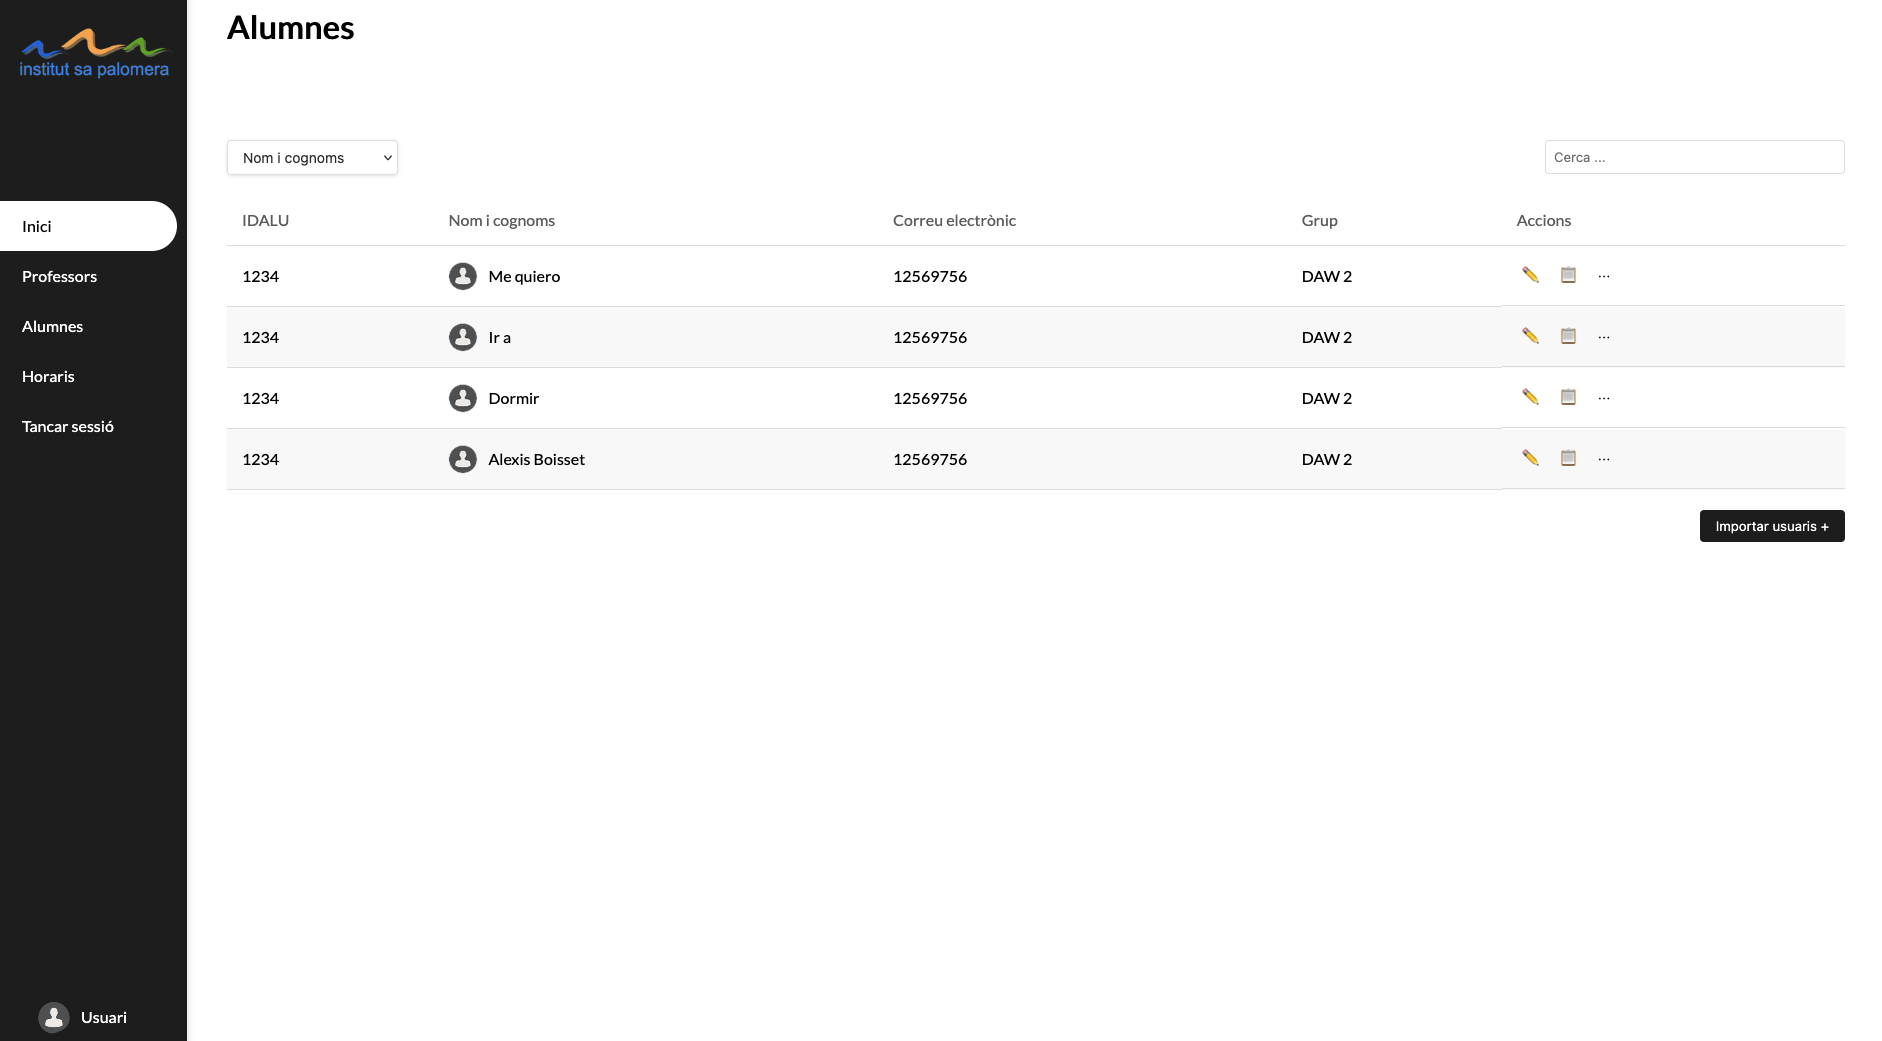 institut sa palomera
Inici
Professors
Alumnes
Horaris
Tancar sessió
Usuari
Alumnes
Nom i cognoms
Cerca ...
IDALU Nom i cognoms Correu electrònic Grup Accions
1234 Me quiero 12569756 DAW 2 ...
1234 Ir a 12569756 DAW 2 ...
1234 Dormir 12569756 DAW 2 ...
1234 Alexis Boisset 12569756 DAW 2 ...
Importar usuaris +